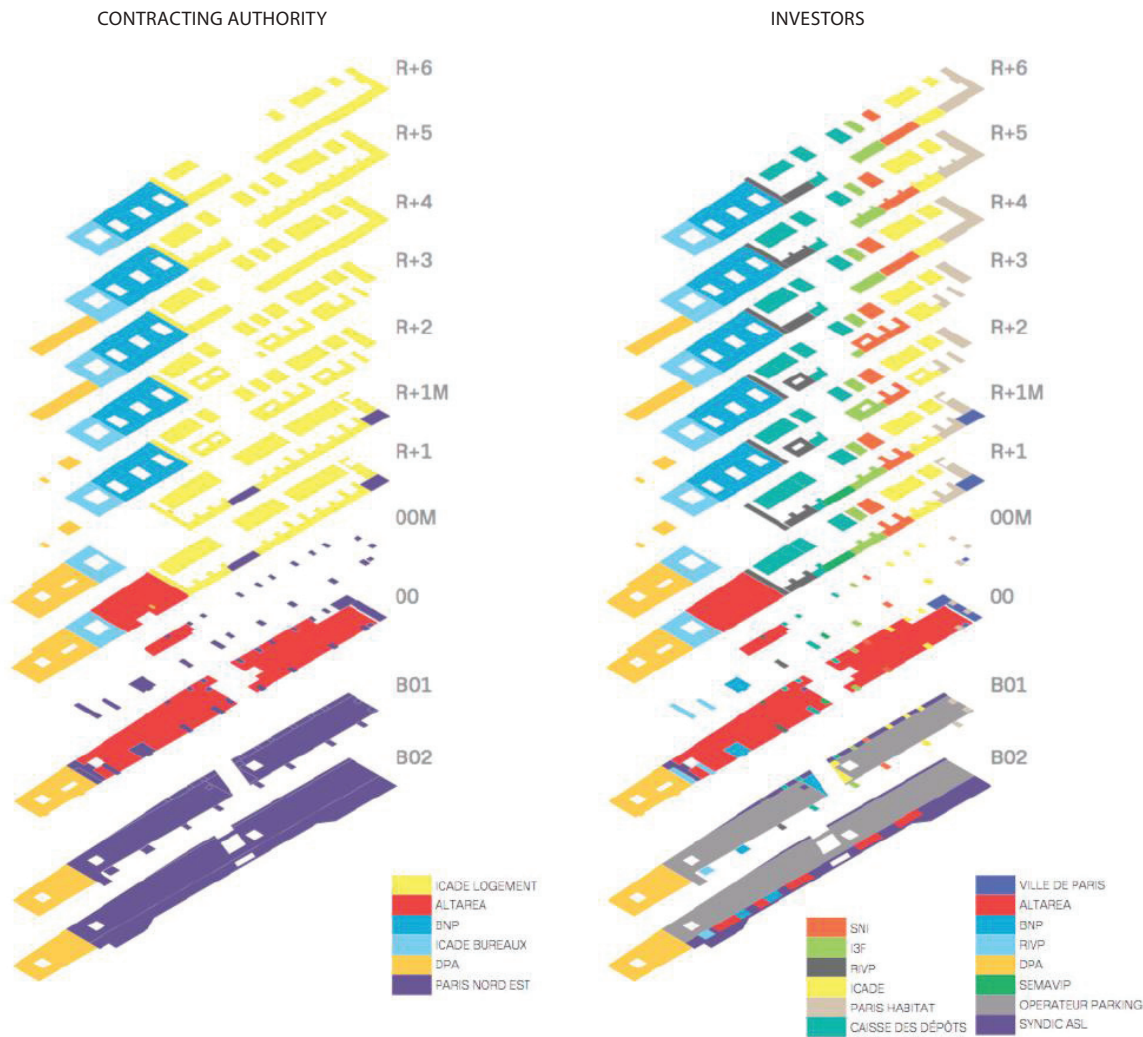 CONTRACTING AUTHORITY
R+6
R+5
R+4
R+3
R+2
R+1M
R+1
00M
00
B01
B02
ICADE LOGEMENT
ALTAREA
BNP
ICADE BUREAUX
DPA
PARIS NORD EST
INVESTORS
R+6
R+5
R+4
R+3
R+2
R+1M
R+1
00M
00
B01
B02
SNI
I3F
RIVP
ICADE
PARIS HABITAT
CAISSE DES DÉPÔTS
VILLE DE PARIS
ALTAREA
BNP
RIVP
DPA
SEMAVIP
OPERATEUR PARKING
SYNDIC ASL